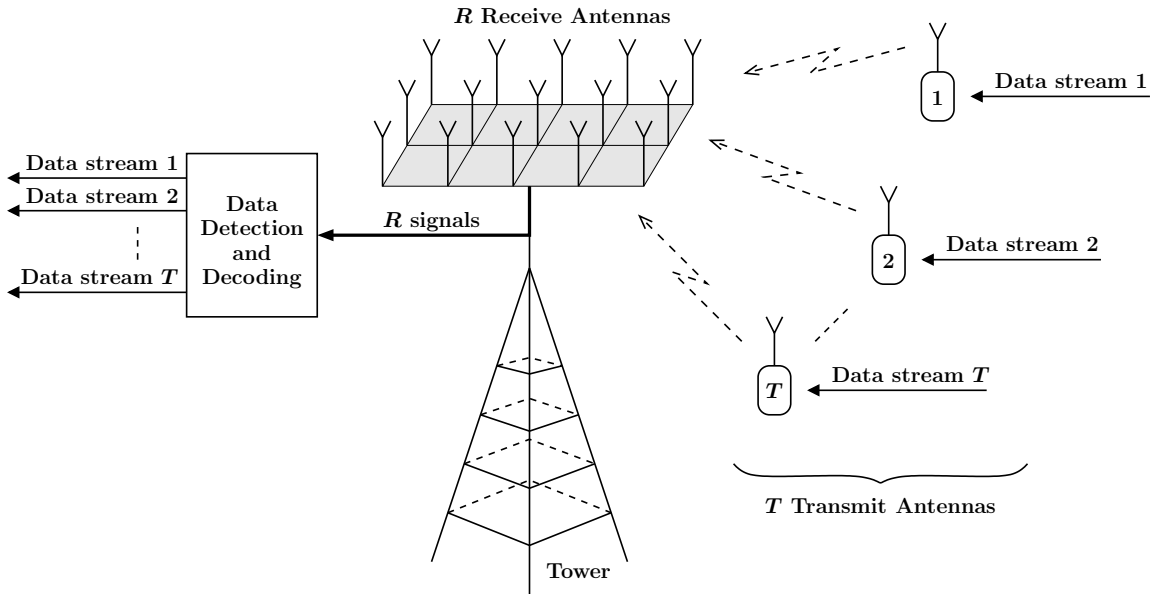 R Receive Antennas
1
Data stream 1
Data stream 1
Data stream 2
Data
Detection
and
Decoding
R signals
2
Data stream 2
Data stream T
T
Data stream T
T Transmit Antennas
Tower